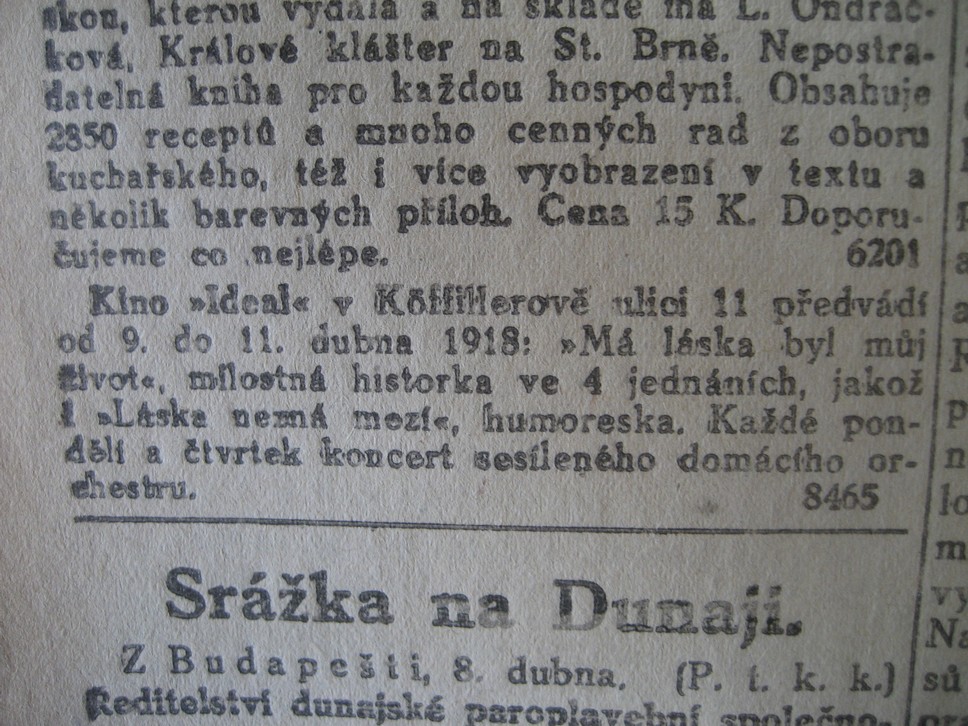 skou, kterou vydala a na skladě má L. Ondráč-
ková, Králové klášter na St. Brně. Nepostra-
datelná kniha pro každou hospodyni. Obsahuje
2850 receptů a mnoho cenných rad z oboru
kuchařského, též i více vyobrazení v textu a
několik barevných příloh. Cena 15 K. Doporu-
čujeme co nejlépe. 6201
Kino »Ideal« v Köffillerově ulici 11 předvádí
od 9. do 11. dubna 1918: »Má láska byl můj
život«, milostná historka ve 4 jednáních, jakož
i »Láska nezná mezí«, humoreska. Každé pon-
dělí a čtvrtek koncert sesíleného domácího or-
chestru. 8465
Srážka na Dunaji.
Z Budapešti, 8. dubna. (P. t. k. k.)
Ředitelství dunajské paroplavební společno-